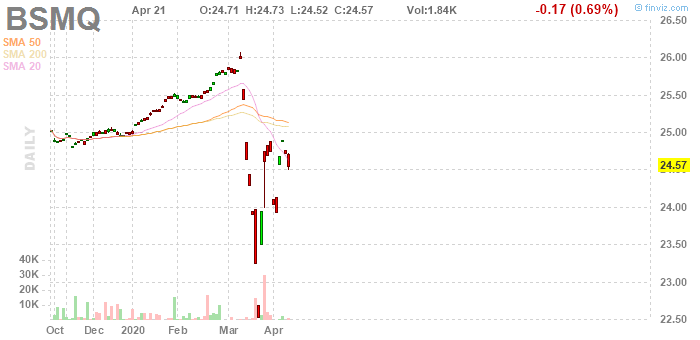 BSMQ Apr 21 O:24.71 H:24.73 L:24.52 C:24.57 Vol:1.84K -0.17 (0.69%) © finviz.com
SMA 50
SMA 200
SMA 20
DAILY
26.50
26.00
25.50
25.00
24.57
24.50
24.00
23.50
23.00
22.50
40K
30K
20K
10K
Oct Dec 2020 Feb Mar Apr